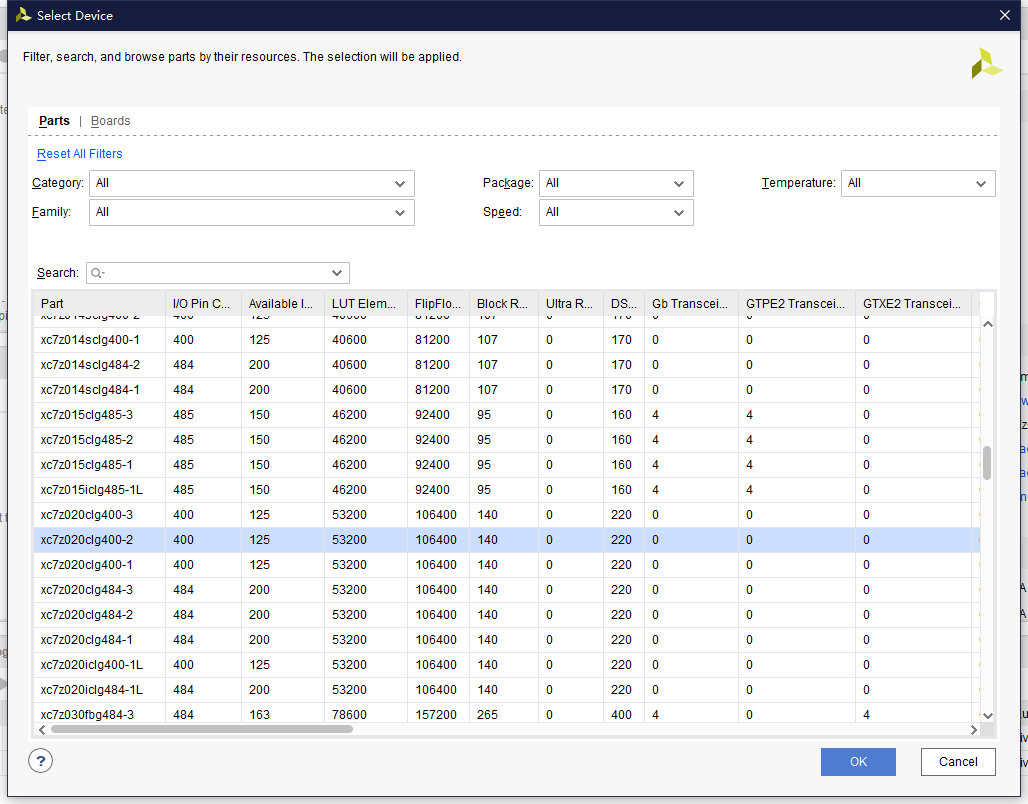 Select Device
Filter, search, and browse parts by their resources. The selection will be applied.
Parts | Boards
Reset All Filters
Category: All Package: All Temperature: All
Family: All Speed: All
Search:
Part I/O Pin C... Available I... LUT Elem... FlipFlo... Block R... Ultra R... DS... Gb Transcei... GTPE2 Transcei... GTXE2 Transcei...
xc7z014sclg400-2 400 125 40600 81200 107 0 170 0 0 0
xc7z014sclg400-1 400 125 40600 81200 107 0 170 0 0 0
xc7z014sclg484-2 484 200 40600 81200 107 0 170 0 0 0
xc7z014sclg484-1 484 200 40600 81200 107 0 170 0 0 0
xc7z015clg485-3 485 150 46200 92400 95 0 160 4 4 0
xc7z015clg485-2 485 150 46200 92400 95 0 160 4 4 0
xc7z015clg485-1 485 150 46200 92400 95 0 160 4 4 0
xc7z015iclg485-1L 485 150 46200 92400 95 0 160 4 4 0
xc7z020clg400-3 400 125 53200 106400 140 0 220 0 0 0
xc7z020clg400-2 400 125 53200 106400 140 0 220 0 0 0
xc7z020clg400-1 400 125 53200 106400 140 0 220 0 0 0
xc7z020clg484-3 484 200 53200 106400 140 0 220 0 0 0
xc7z020clg484-2 484 200 53200 106400 140 0 220 0 0 0
xc7z020clg484-1 484 200 53200 106400 140 0 220 0 0 0
xc7z020iclg400-1L 400 125 53200 106400 140 0 220 0 0 0
xc7z020iclg484-1L 484 200 53200 106400 140 0 220 0 0 0
xc7z030fbg484-3 484 163 78600 157200 265 0 400 4 0 4
? OK Cancel